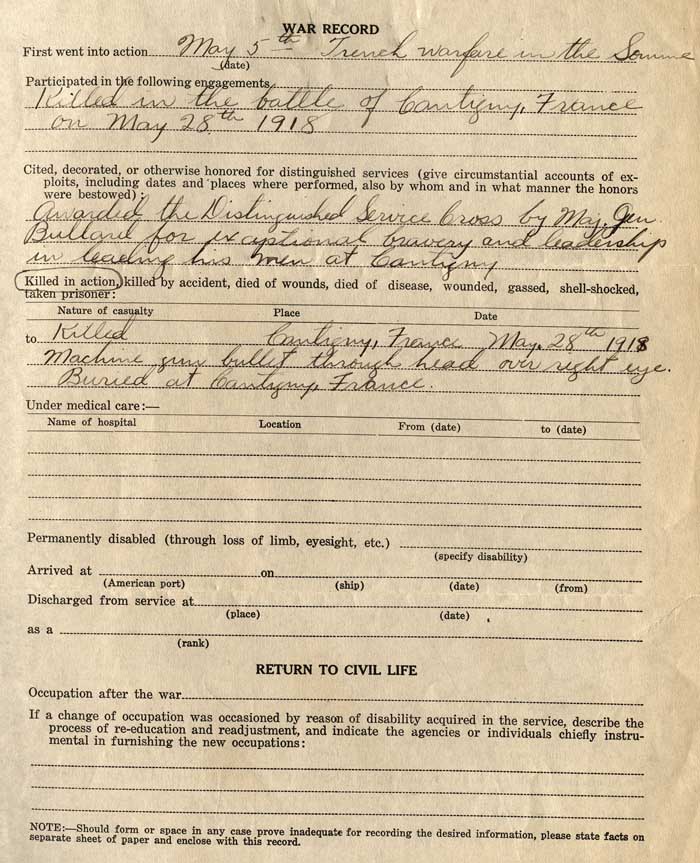 WAR RECORD
First went into action May 5th Trench warfare in the Somme
(date)
Participated in the following engagements
Killed in the battle of Cantigny, France
on May 28th 1918
Cited, decorated, or otherwise honored for distinguished services (give circumstantial accounts of ex-
ploits, including dates and places where performed, also by whom and in what manner the honors
were bestowed):
Awarded the Distinguished Service Cross by Maj. Gen.
Bullard for exceptional bravery and leadership
in leading his men at Cantigny
Killed in action, killed by accident, died of wounds, died of disease, wounded, gassed, shell-shocked,
taken prisoner:
Nature of casualty Place Date
to Killed Cantigny, France May. 28th 1918
Machine gun bullet through head over right eye.
Buried at Cantigny, France.
Under medical care:—
Name of hospital Location From (date) to (date)
Permanently disabled (through loss of limb, eyesight, etc.)
(specify disability)
Arrived at on
(American port) (ship) (date) (from)
Discharged from service at
(place) (date)
as a
(rank)
RETURN TO CIVIL LIFE
Occupation after the war
If a change of occupation was occasioned by reason of disability acquired in the service, describe the
process of re-education and readjustment, and indicate the agencies or individuals chiefly instru-
mental in furnishing the new occupations:
NOTE:—Should form or space in any case prove inadequate for recording the desired information, please state facts on
separate sheet of paper and enclose with this record.